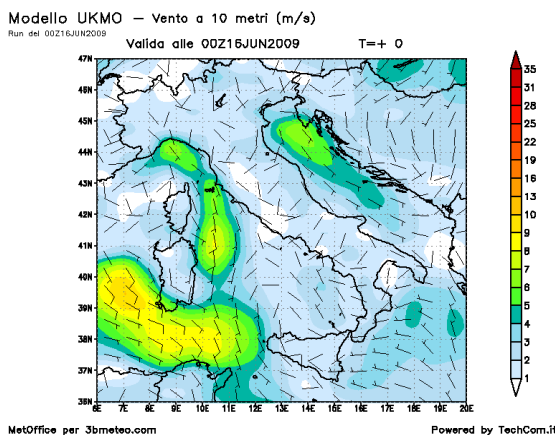 Modello UKMO – Vento a 10 metri (m/s)
Run del 00Z16JUN2009
Valida alle 00Z16JUN2009 T=+ 0
47N
46N
45N
44N
43N
42N
41N
40N
39N
38N
37N
36N
6E 7E 8E 9E 10E 11E 12E 13E 14E 15E 16E 17E 18E 19E 20E
35
31
28
25
22
19
16
13
10
9
8
7
6
5
4
3
2
1
MetOffice per 3bmeteo.com
Powered by TechCom.it